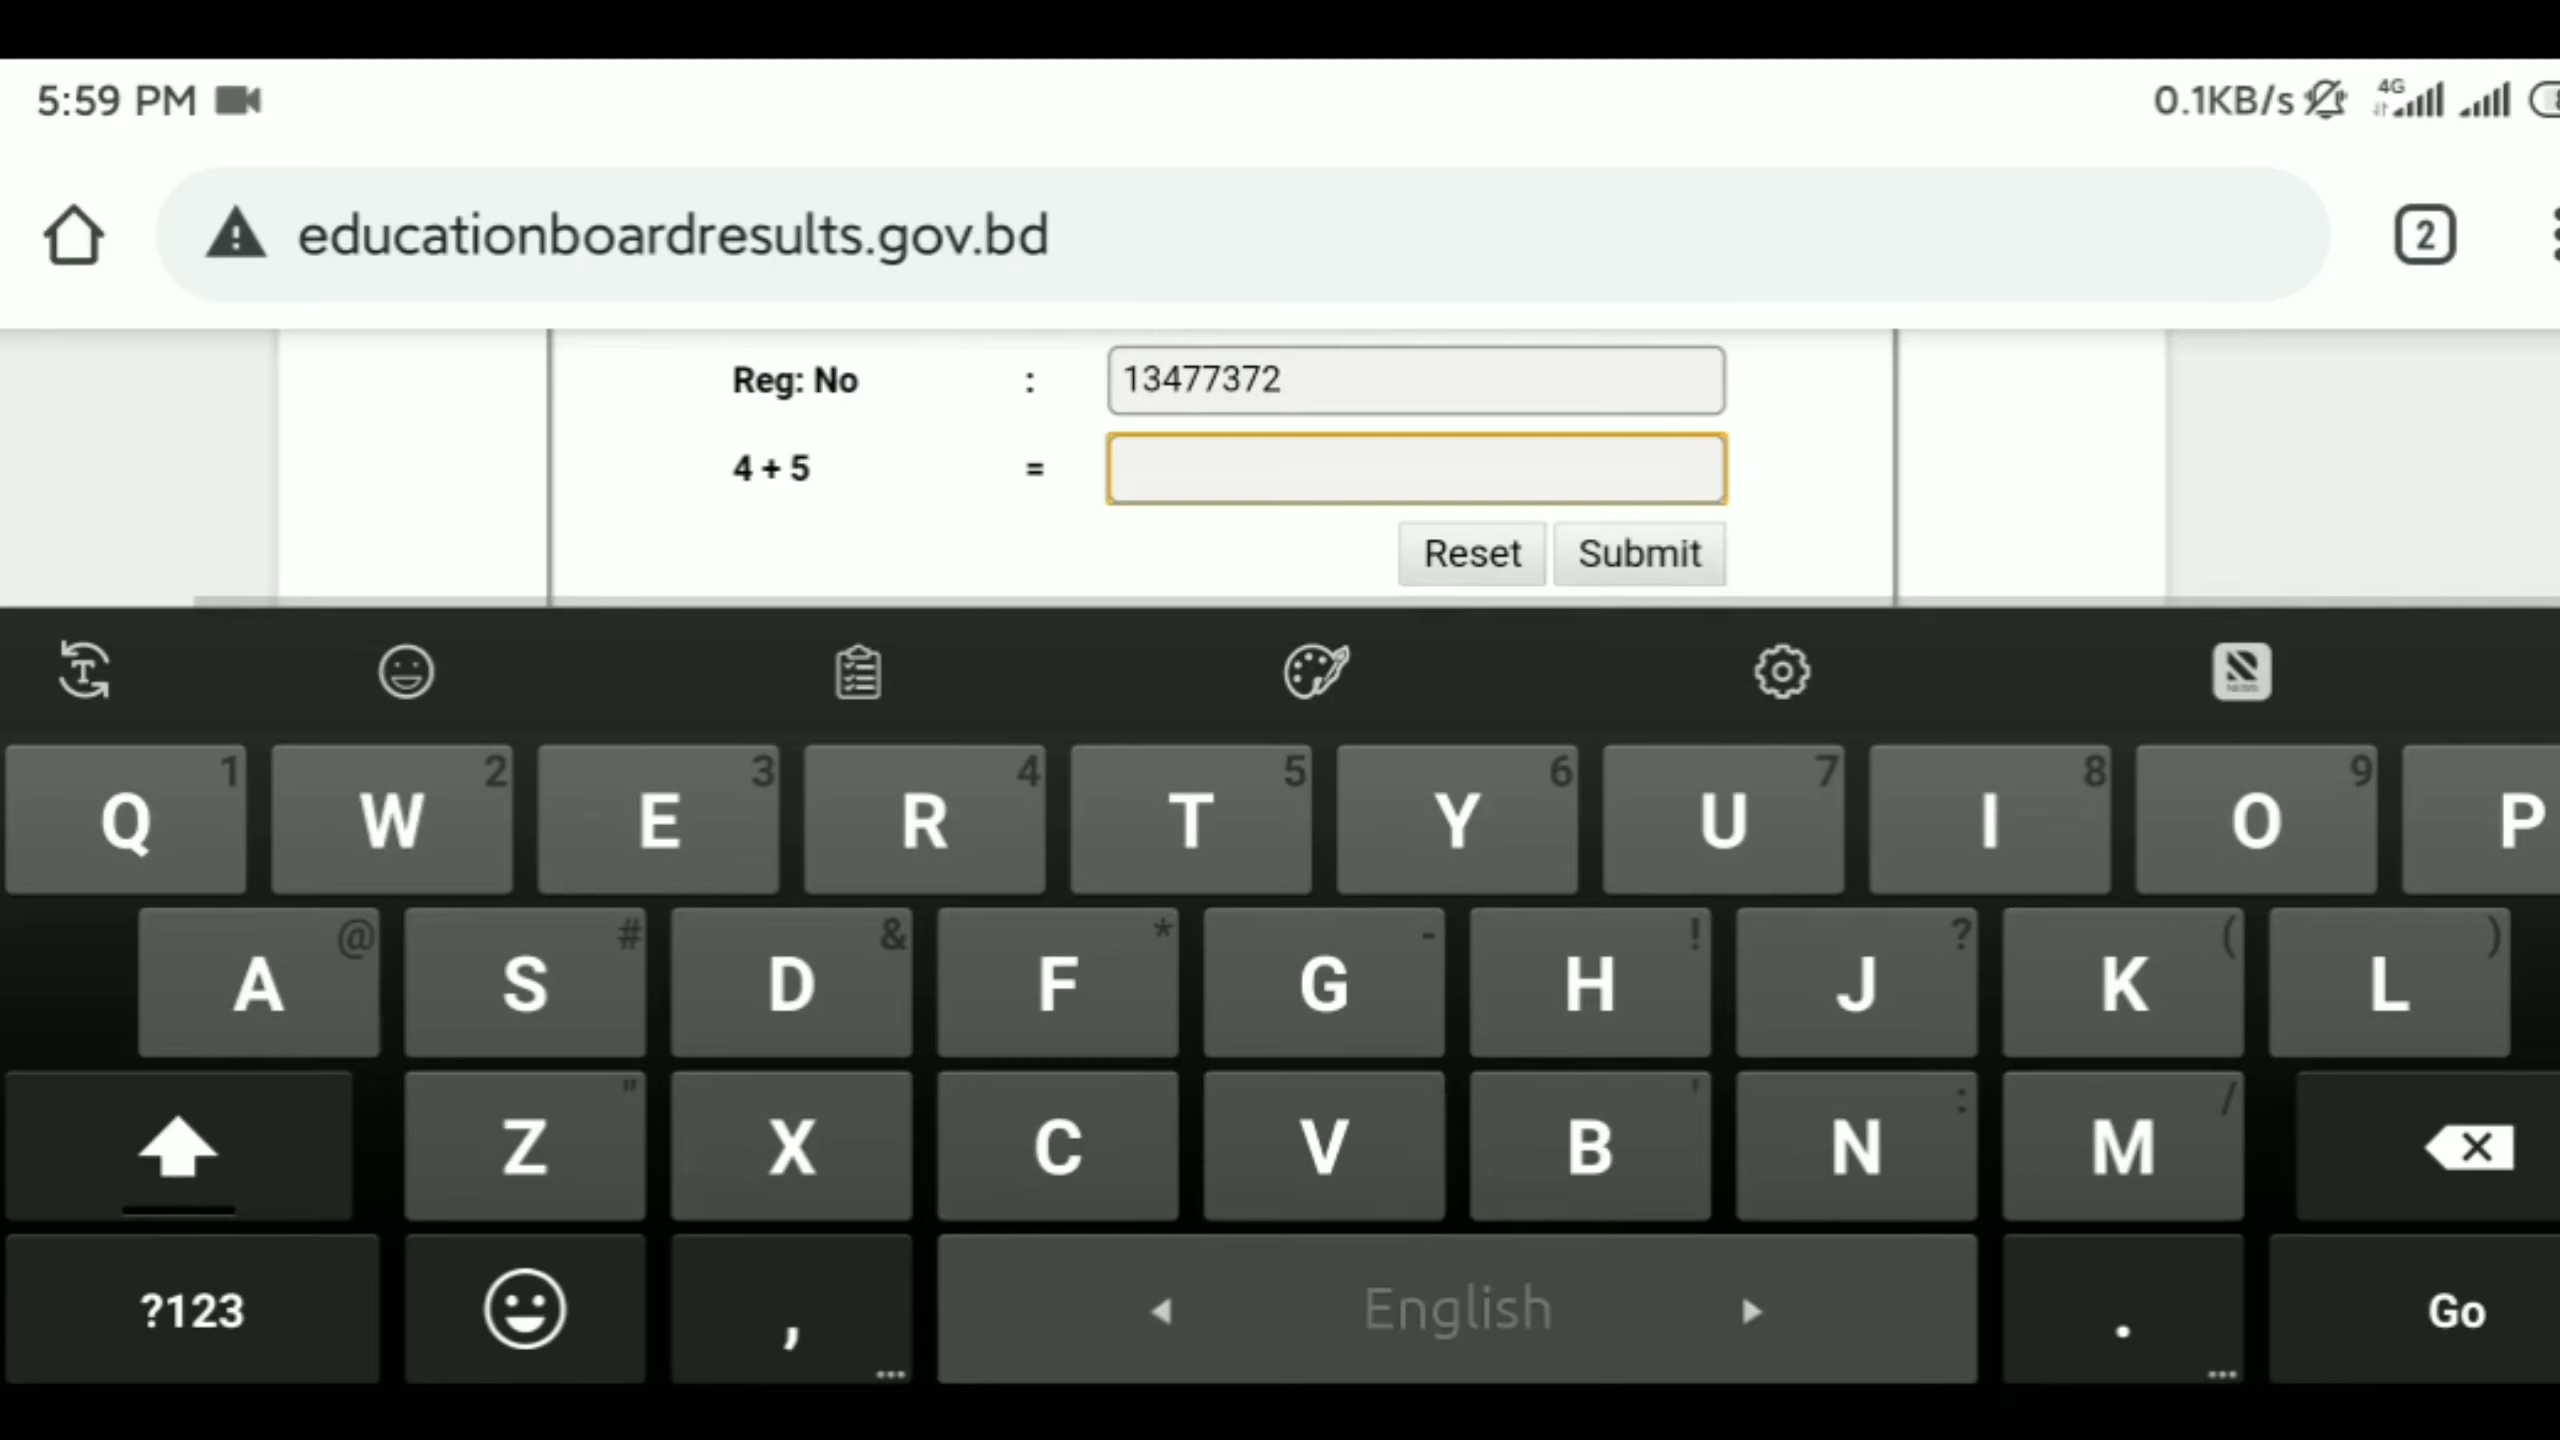 5:59 PM 0.1KB/s 4G
educationboardresults.gov.bd 2
Reg: No : 13477372
4 + 5 =
Reset Submit
1 2 3 4 5 6 7 8 9
Q W E R T Y U I O P
@ # & * - ! ? ( )
A S D F G H J K L
" ' : /
Z X C V B N M
?123 , English . Go